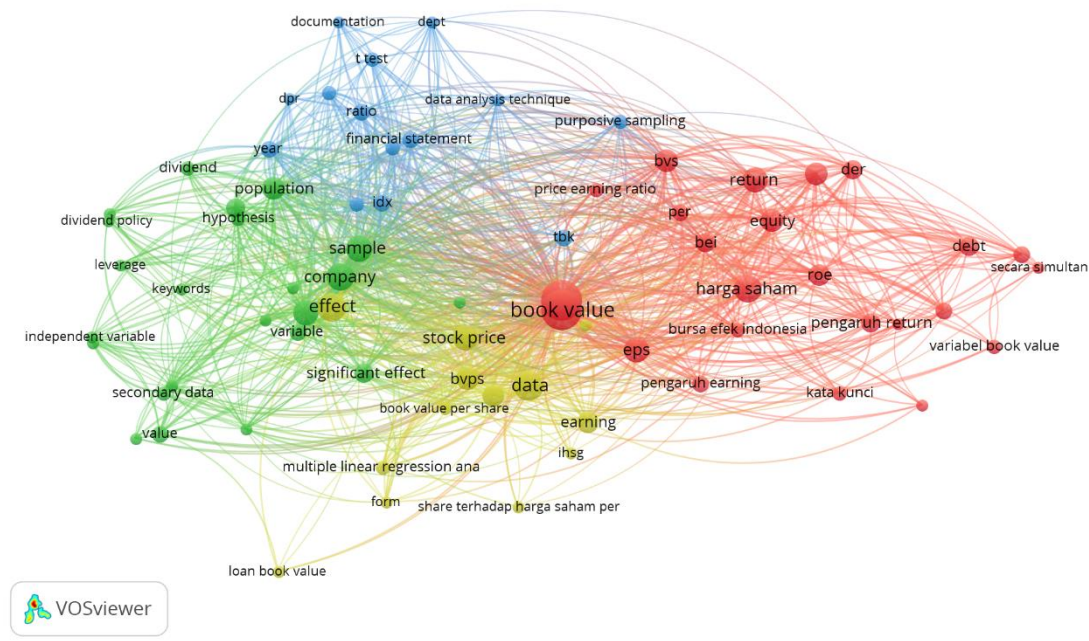 documentation
dept
t test
dpr
ratio
data analysis technique
purposive sampling
financial statement
year
dividend
population
bvs
return
der
price earning ratio
idx
hypothesis
per
equity
dividend policy
sample
tbk
bei
debt
leverage
company
secara simultan
roe
keywords
harga saham
effect
book value
independent variable
variable
stock price
bursa efek indonesia
pengaruh return
variabel book value
eps
significant effect
bvps
data
pengaruh earning
secondary data
kata kunci
book value per share
earning
value
ihsg
multiple linear regression ana
form
share terhadap harga saham per
loan book value
VOSviewer